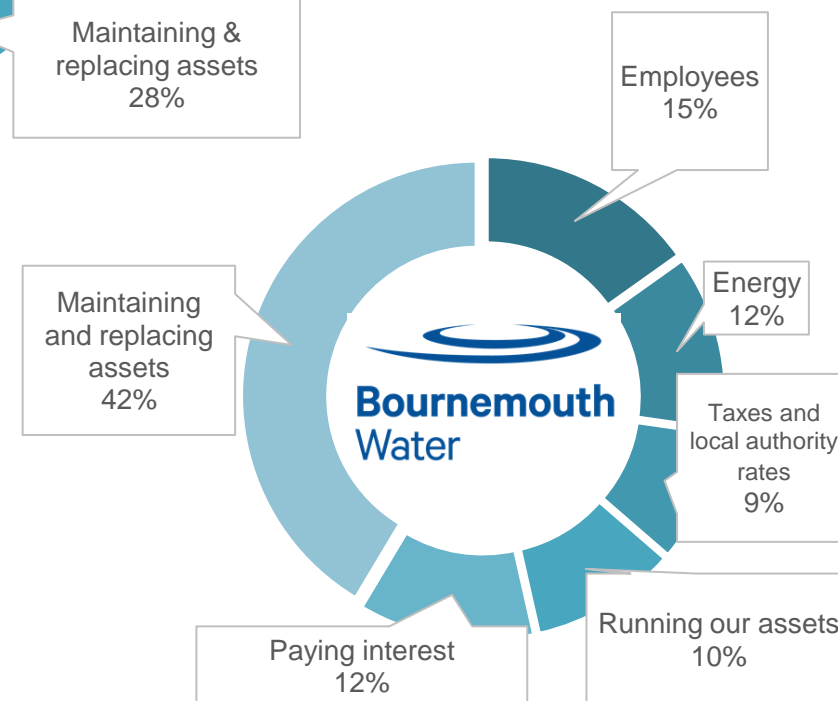 Maintaining &
replacing assets
28%
Employees
15%
Energy
12%
Taxes and
local authority
rates
9%
Running our assets
10%
Paying interest
12%
Maintaining
and replacing
assets
42%
Bournemouth
Water